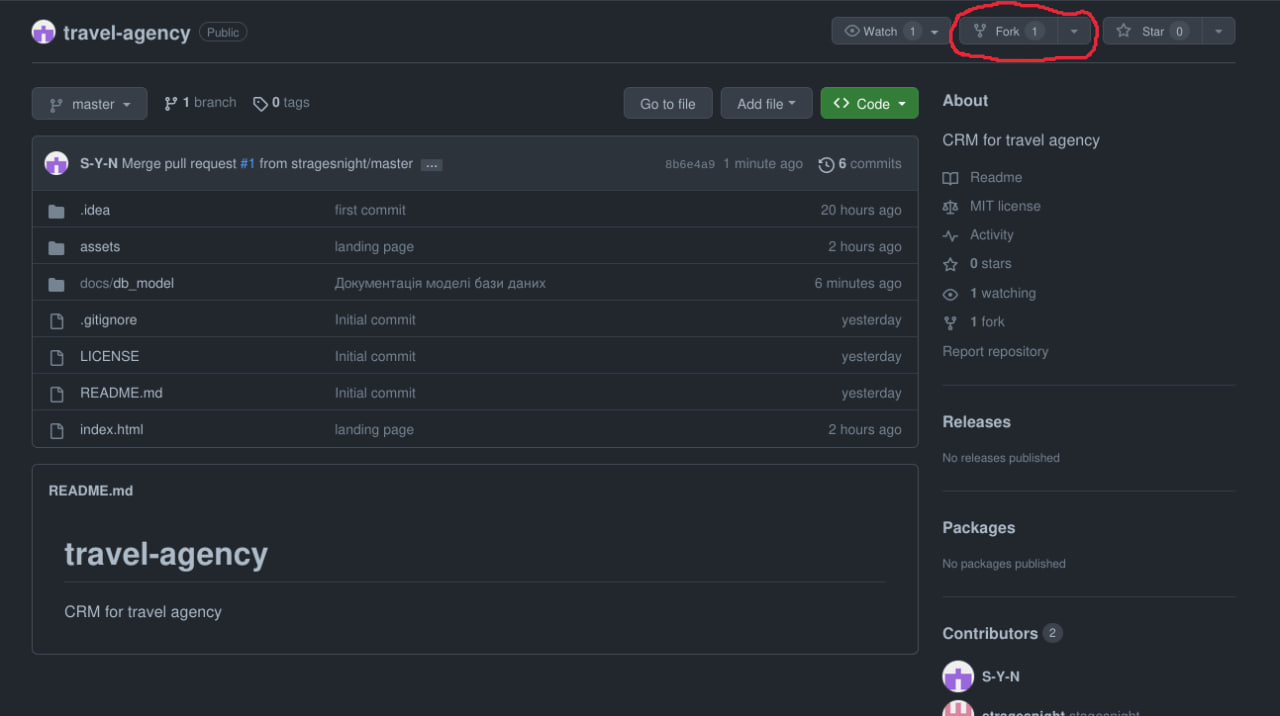 travel-agency Public Watch 1 Fork 1 Star 0
master 1 branch 0 tags Go to file Add file Code
S-Y-N Merge pull request #1 from stragesnight/master ... 8b6e4a9 1 minute ago 6 commits
.idea first commit 20 hours ago
assets landing page 2 hours ago
docs/db_model Документація моделі бази даних 6 minutes ago
.gitignore Initial commit yesterday
LICENSE Initial commit yesterday
README.md Initial commit yesterday
index.html landing page 2 hours ago
README.md
travel-agency
CRM for travel agency
About
CRM for travel agency
Readme
MIT license
Activity
0 stars
1 watching
1 fork
Report repository
Releases
No releases published
Packages
No packages published
Contributors 2
S-Y-N
stragesnight stagesnight